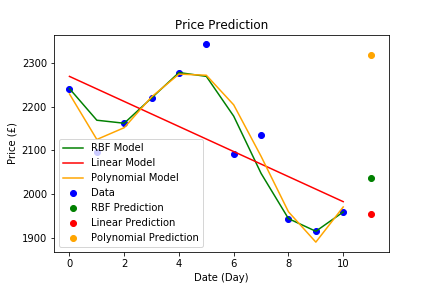 Price Prediction
2300
2200
2100
2000
1900
Price (£)
RBF Model
Linear Model
Polynomial Model
Data
RBF Prediction
Linear Prediction
Polynomial Prediction
0 2 4 6 8 10
Date (Day)